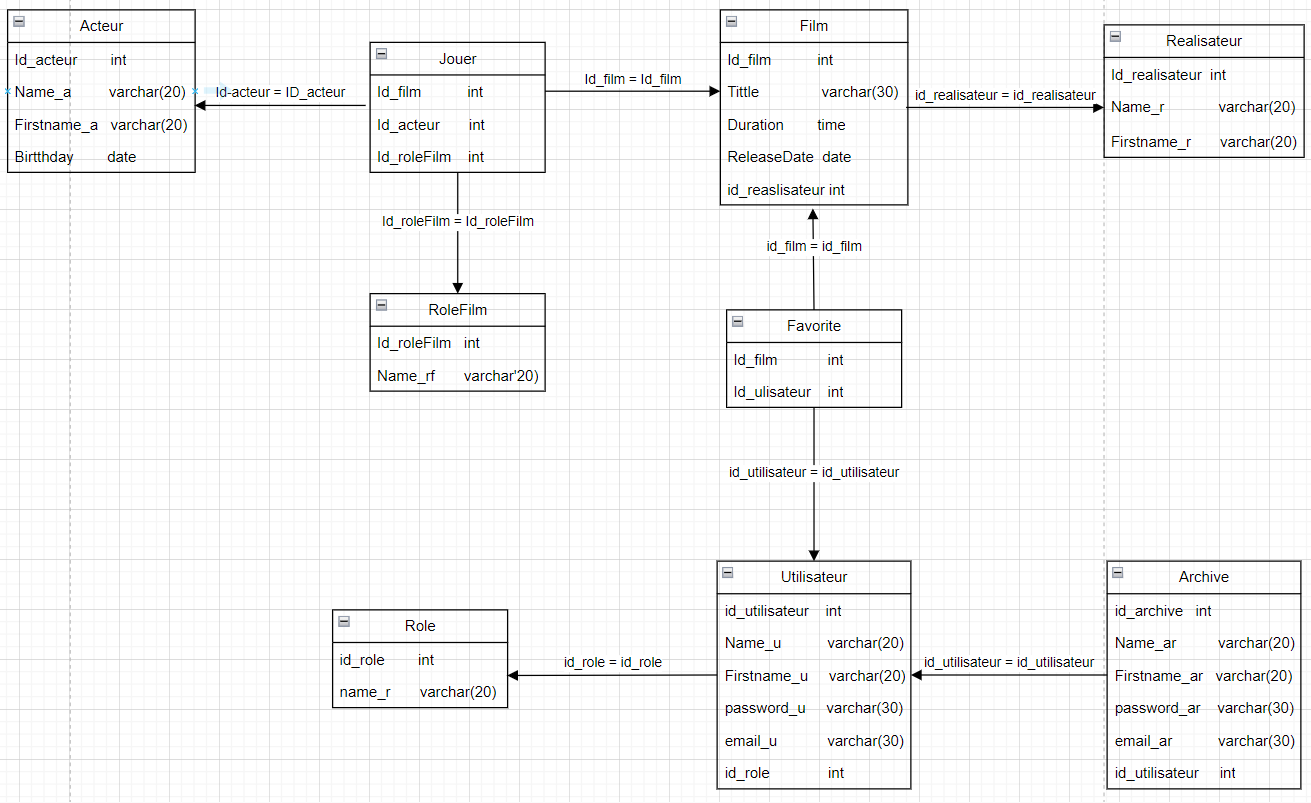 Acteur
Id_acteur int
Name_a varchar(20)
Firstname_a varchar(20)
Birtthday date
Id-acteur = ID_acteur
Jouer
Id_film int
Id_acteur int
Id_roleFilm int
Id_film = Id_film
Film
Id_film int
Tittle varchar(30)
Duration time
ReleaseDate date
id_reaslisateur int
id_realisateur = id_realisateur
Realisateur
Id_realisateur int
Name_r varchar(20)
Firstname_r varchar(20)
Id_roleFilm = Id_roleFilm
id_film = id_film
RoleFilm
Id_roleFilm int
Name_rf varchar'20)
Favorite
Id_film int
Id_ulisateur int
id_utilisateur = id_utilisateur
Role
id_role int
name_r varchar(20)
id_role = id_role
Utilisateur
id_utilisateur int
Name_u varchar(20)
Firstname_u varchar(20)
password_u varchar(30)
email_u varchar(30)
id_role int
id_utilisateur = id_utilisateur
Archive
id_archive int
Name_ar varchar(20)
Firstname_ar varchar(20)
password_ar varchar(30)
email_ar varchar(30)
id_utilisateur int